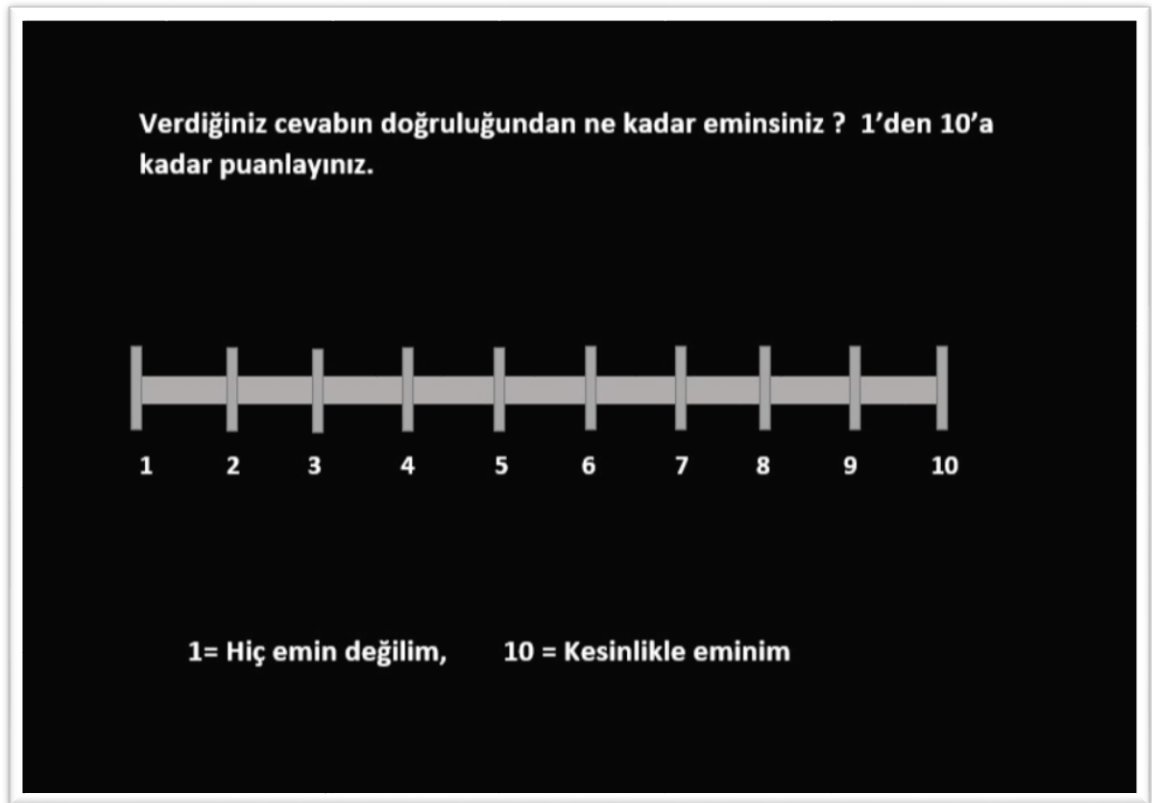 Verdiğiniz cevabın doğruluğundan ne kadar eminsiniz ? 1’den 10’a
kadar puanlayınız.
1 2 3 4 5 6 7 8 9 10
1= Hiç emin değilim, 10 = Kesinlikle eminim